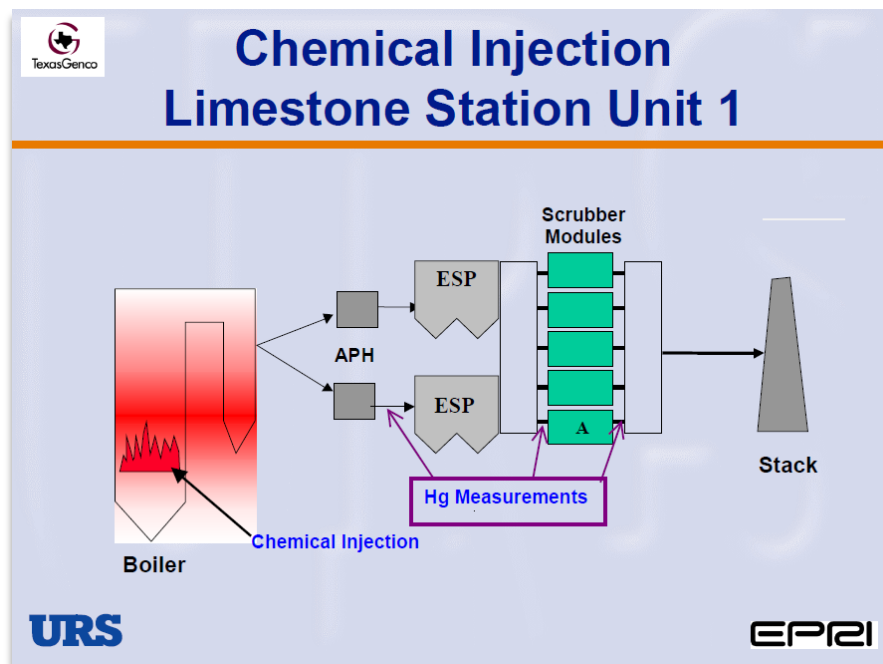 TexasGenco
Chemical Injection
Limestone Station Unit 1
Scrubber
Modules
ESP
APH
ESP
A
Hg Measurements
Stack
Chemical Injection
Boiler
URS
EPRI